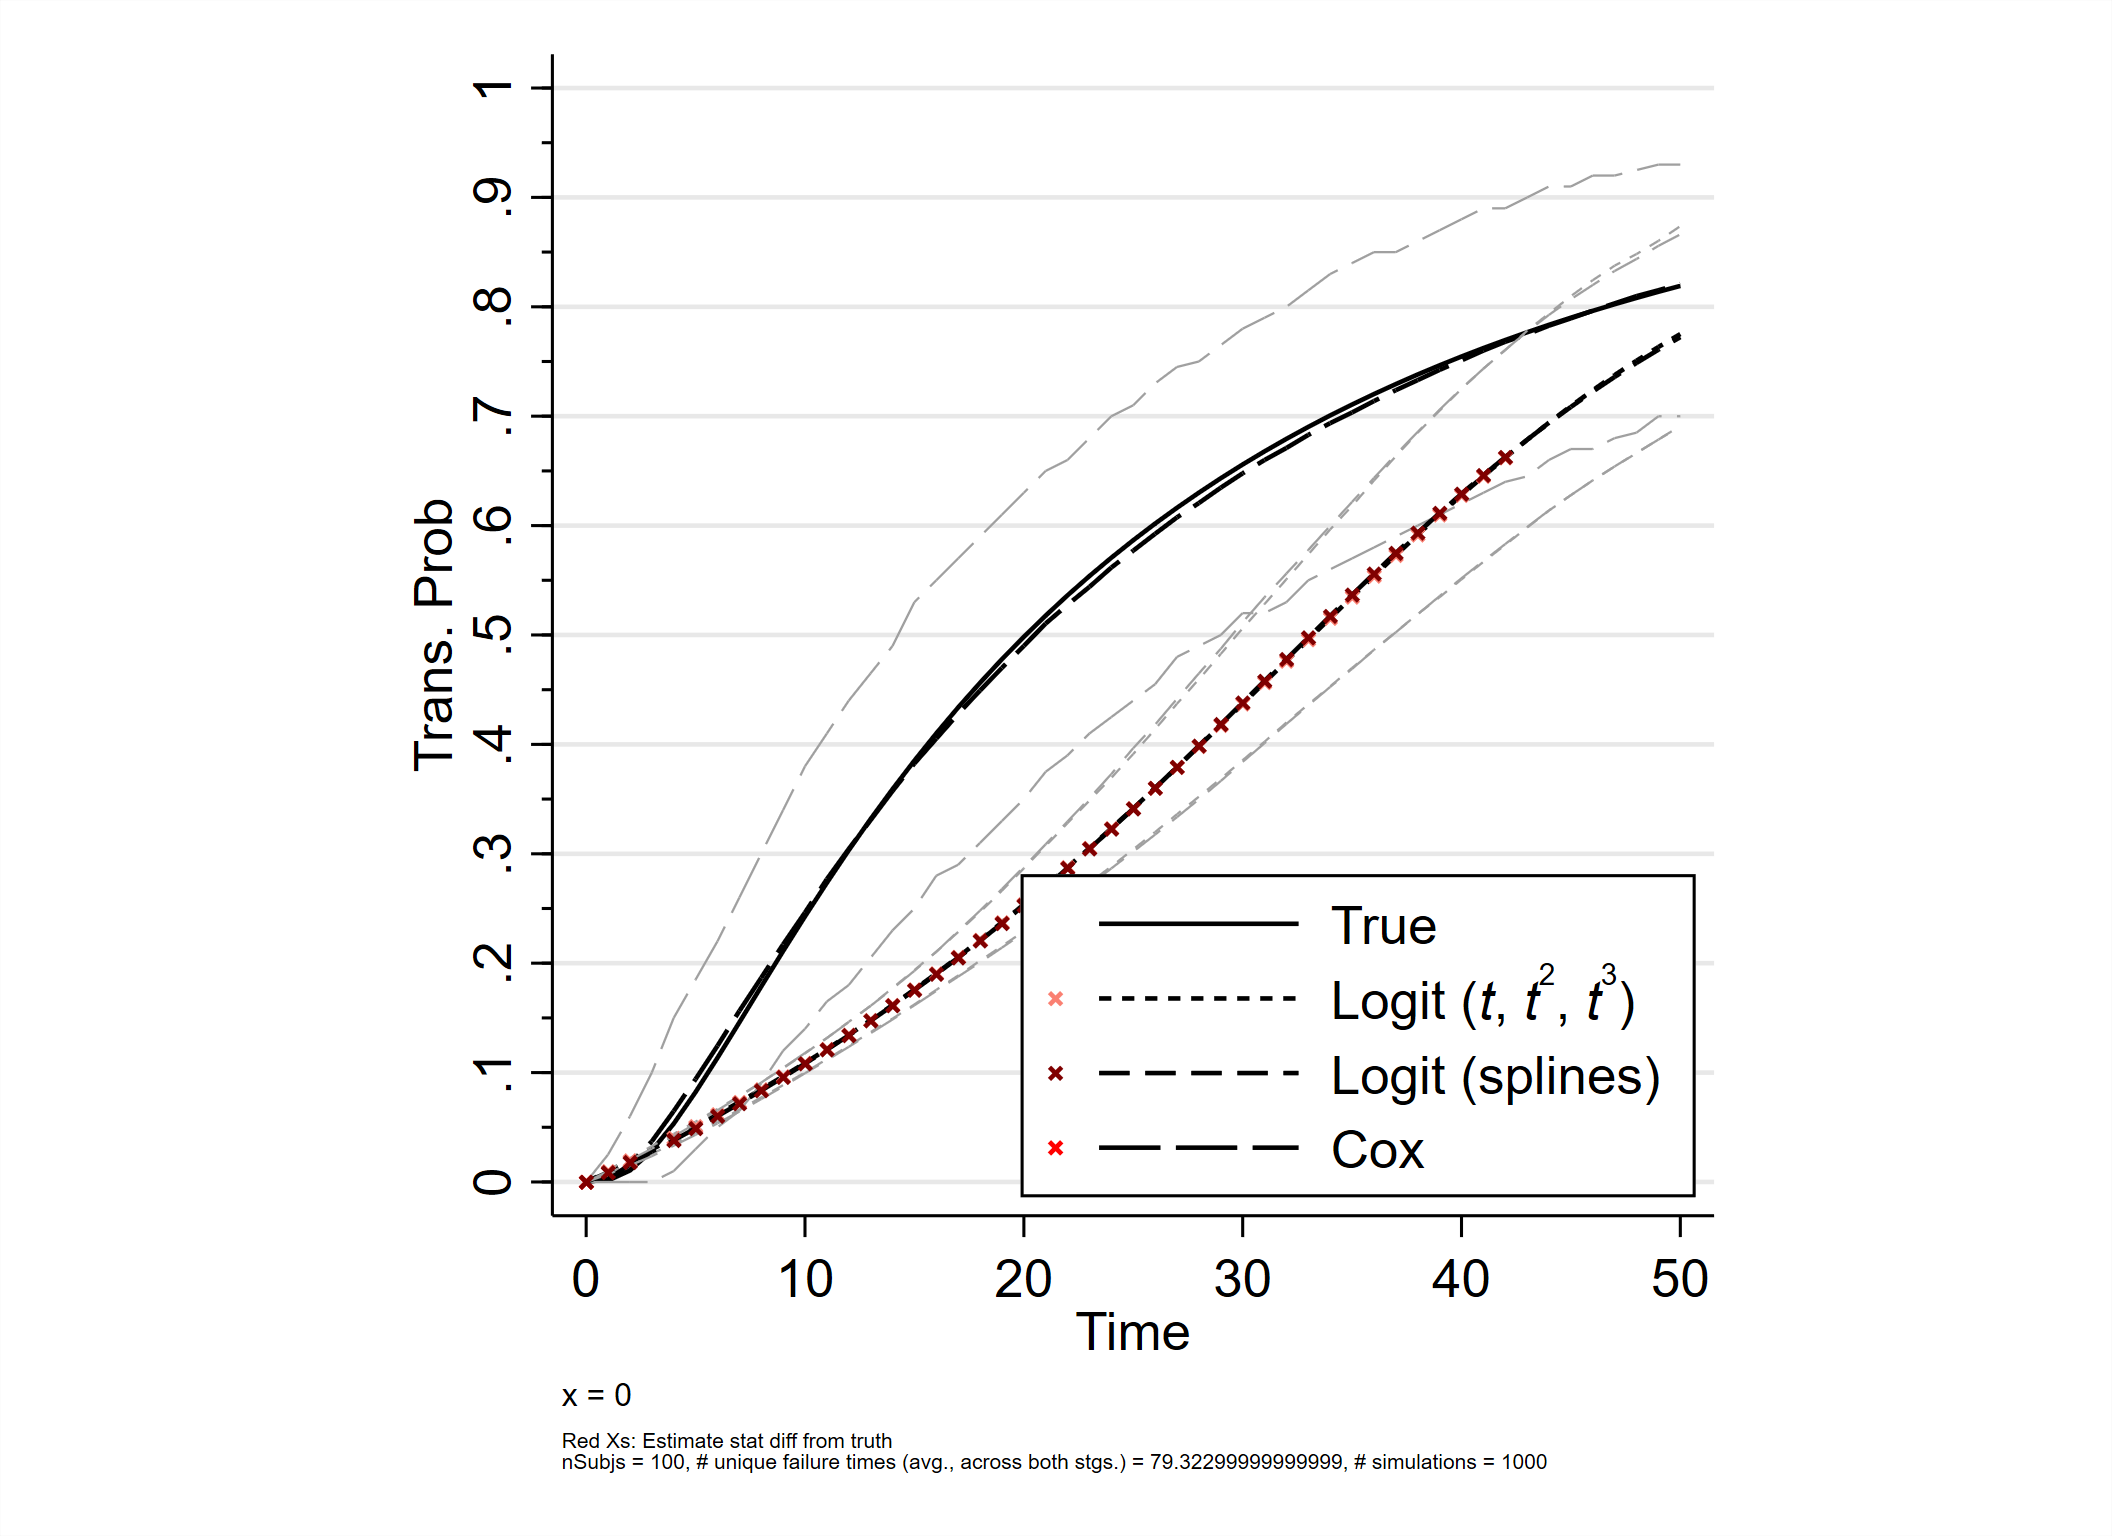 1
.9
.8
.7
.6
.5
.4
.3
.2
.1
0
Trans. Prob
True
Logit (t, t², t³)
Logit (splines)
Cox
0 10 20 30 40 50
Time
x = 0
Red Xs: Estimate stat diff from truth
nSubjs = 100, # unique failure times (avg., across both stgs.) = 79.32299999999999, # simulations = 1000